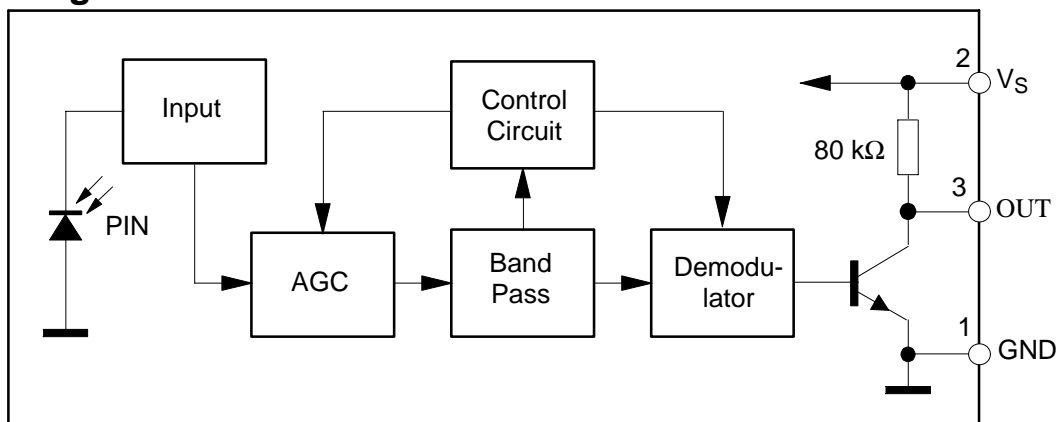 2
V_S
Input
Control
Circuit
80 kΩ
3
OUT
PIN
AGC
Band
Pass
Demodu-
lator
1
GND